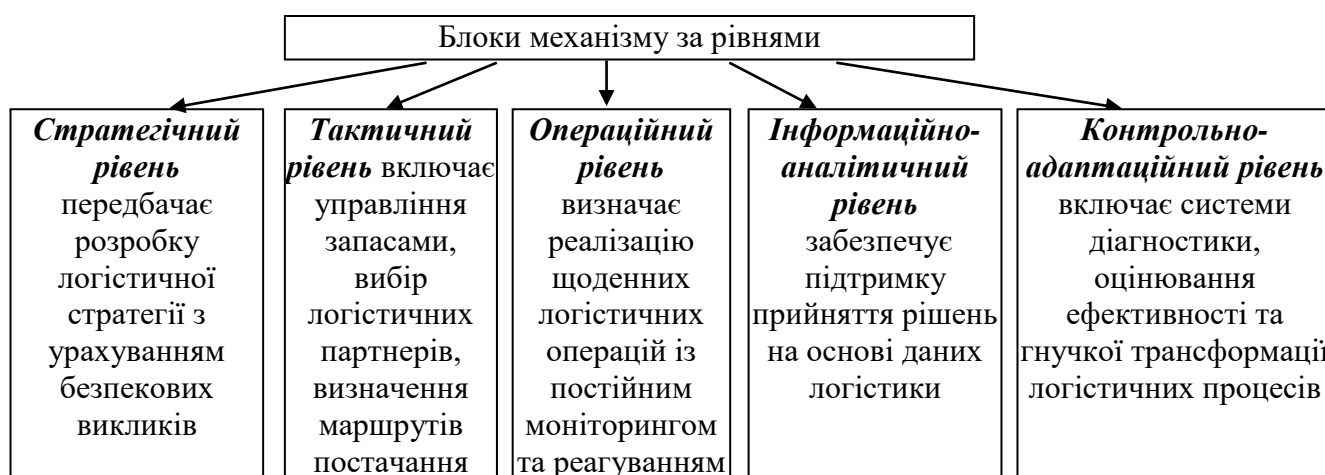 Блоки механізму за рівнями
Стратегічний
рівень
передбачає
розробку
логістичної
стратегії з
урахуванням
безпекових
викликів
Тактичний
рівень включає
управління
запасами,
вибір
логістичних
партнерів,
визначення
маршрутів
постачання
Операційний
рівень
визначає
реалізацію
щоденних
логістичних
операцій із
постійним
моніторингом
та реагуванням
Інформаційно-
аналітичний
рівень
забезпечує
підтримку
прийняття рішень
на основі даних
логістики
Контрольно-
адаптаційний рівень
включає системи
діагностики,
оцінювання
ефективності та
гнучкої трансформації
логістичних процесів